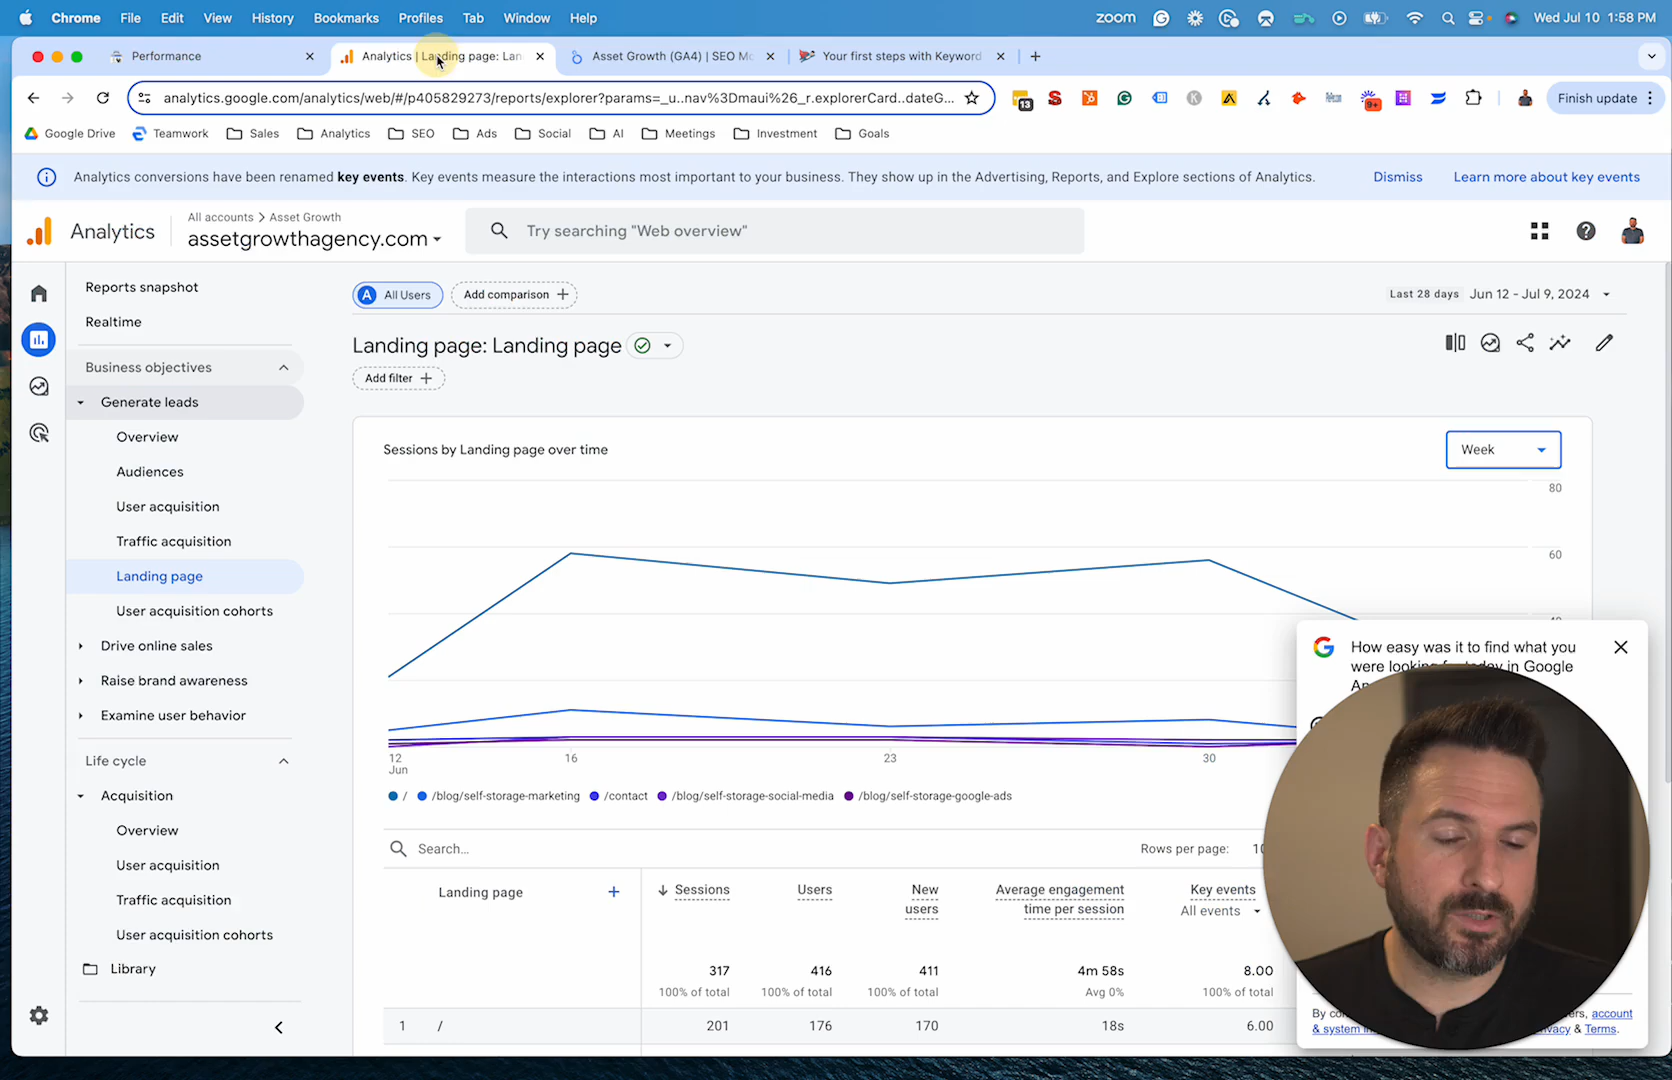 Chrome File Edit View History Bookmarks Profiles Tab Window Help zoom Wed Jul 10 1:58 PM
Performance Analytics | Landing page: Lan Asset Growth (GA4) | SEO Mo Your first steps with Keyword
analytics.google.com/analytics/web/#/p405829273/reports/explorer?params=_u..nav%3Dmaui%26_r.explorerCard..dateG... 13 9+ Finish update
Google Drive Teamwork Sales Analytics SEO Ads Social AI Meetings Investment Goals
Analytics conversions have been renamed key events. Key events measure the interactions most important to your business. They show up in the Advertising, Reports, and Explore sections of Analytics. Dismiss Learn more about key events
All accounts > Asset Growth
Analytics assetgrowthagency.com Try searching "Web overview"
Reports snapshot
Realtime
Business objectives
Generate leads
Overview
Audiences
User acquisition
Traffic acquisition
Landing page
User acquisition cohorts
Drive online sales
Raise brand awareness
Examine user behavior
Life cycle
Acquisition
Overview
User acquisition
Traffic acquisition
User acquisition cohorts
Library
A All Users Add comparison + Last 28 days Jun 12 - Jul 9, 2024
Landing page: Landing page
Add filter +
Sessions by Landing page over time Week
80
60
12 16 23 30
Jun
/ /blog/self-storage-marketing /contact /blog/self-storage-social-media /blog/self-storage-google-ads
Search... Rows per page: 10
Landing page + Sessions Users New users Average engagement time per session Key events
All events
317 416 411 4m 58s 8.00
100% of total 100% of total 100% of total Avg 0% 100% of total
1 / 201 176 170 18s 6.00
How easy was it to find what you
were looking for today in Google
account
& system Terms.